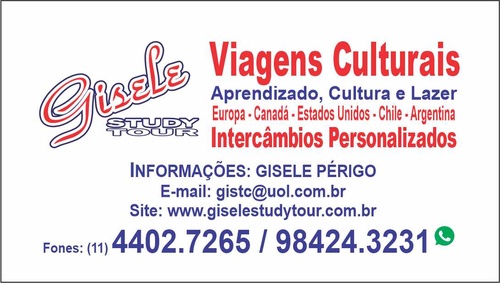 Gisele
STUDY
TOUR
Viagens Culturais
Aprendizado, Cultura e Lazer
Europa - Canadá - Estados Unidos - Chile - Argentina
Intercâmbios Personalizados
INFORMAÇÕES: GISELE PÉRIGO
E-mail: gistc@uol.com.br
Site: www.giselestudytour.com.br
Fones: (11) 4402.7265 / 98424.3231